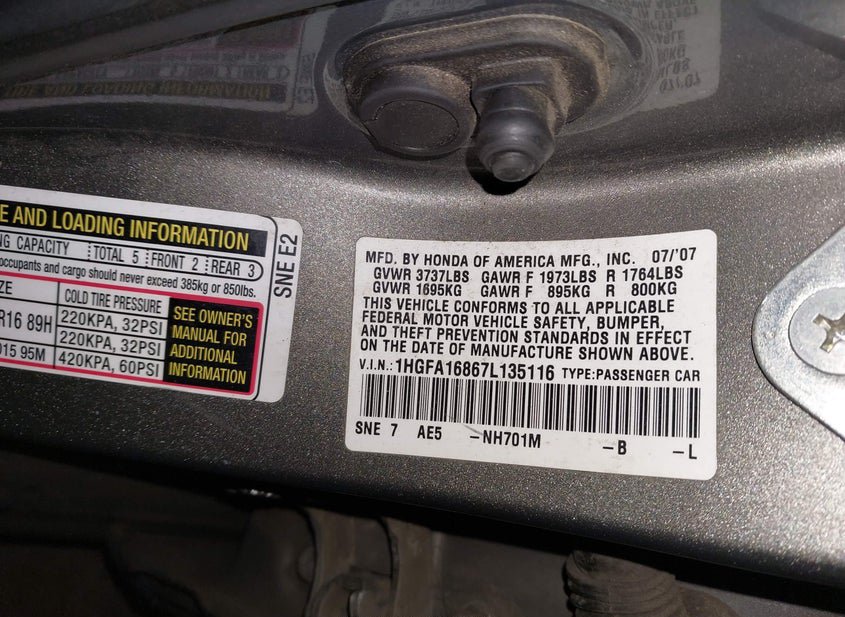 E AND LOADING INFORMATION
NG CAPACITY TOTAL 5 FRONT 2 REAR 3
occupants and cargo should never exceed 385kg or 850lbs.
ZE COLD TIRE PRESSURE
R16 89H 220KPA, 32PSI
220KPA, 32PSI
015 95M 420KPA, 60PSI
SEE OWNER'S
MANUAL FOR
ADDITIONAL
INFORMATION
SNE E2
MFD. BY HONDA OF AMERICA MFG., INC. 07/'07
GVWR 3737LBS GAWR F 1973LBS R 1764LBS
GVWR 1695KG GAWR F 895KG R 800KG
THIS VEHICLE CONFORMS TO ALL APPLICABLE
FEDERAL MOTOR VEHICLE SAFETY, BUMPER,
AND THEFT PREVENTION STANDARDS IN EFFECT
ON THE DATE OF MANUFACTURE SHOWN ABOVE.
V.I.N.: 1HGFA16867L135116 TYPE:PASSENGER CAR
SNE 7 AE5 -NH701M -B -L